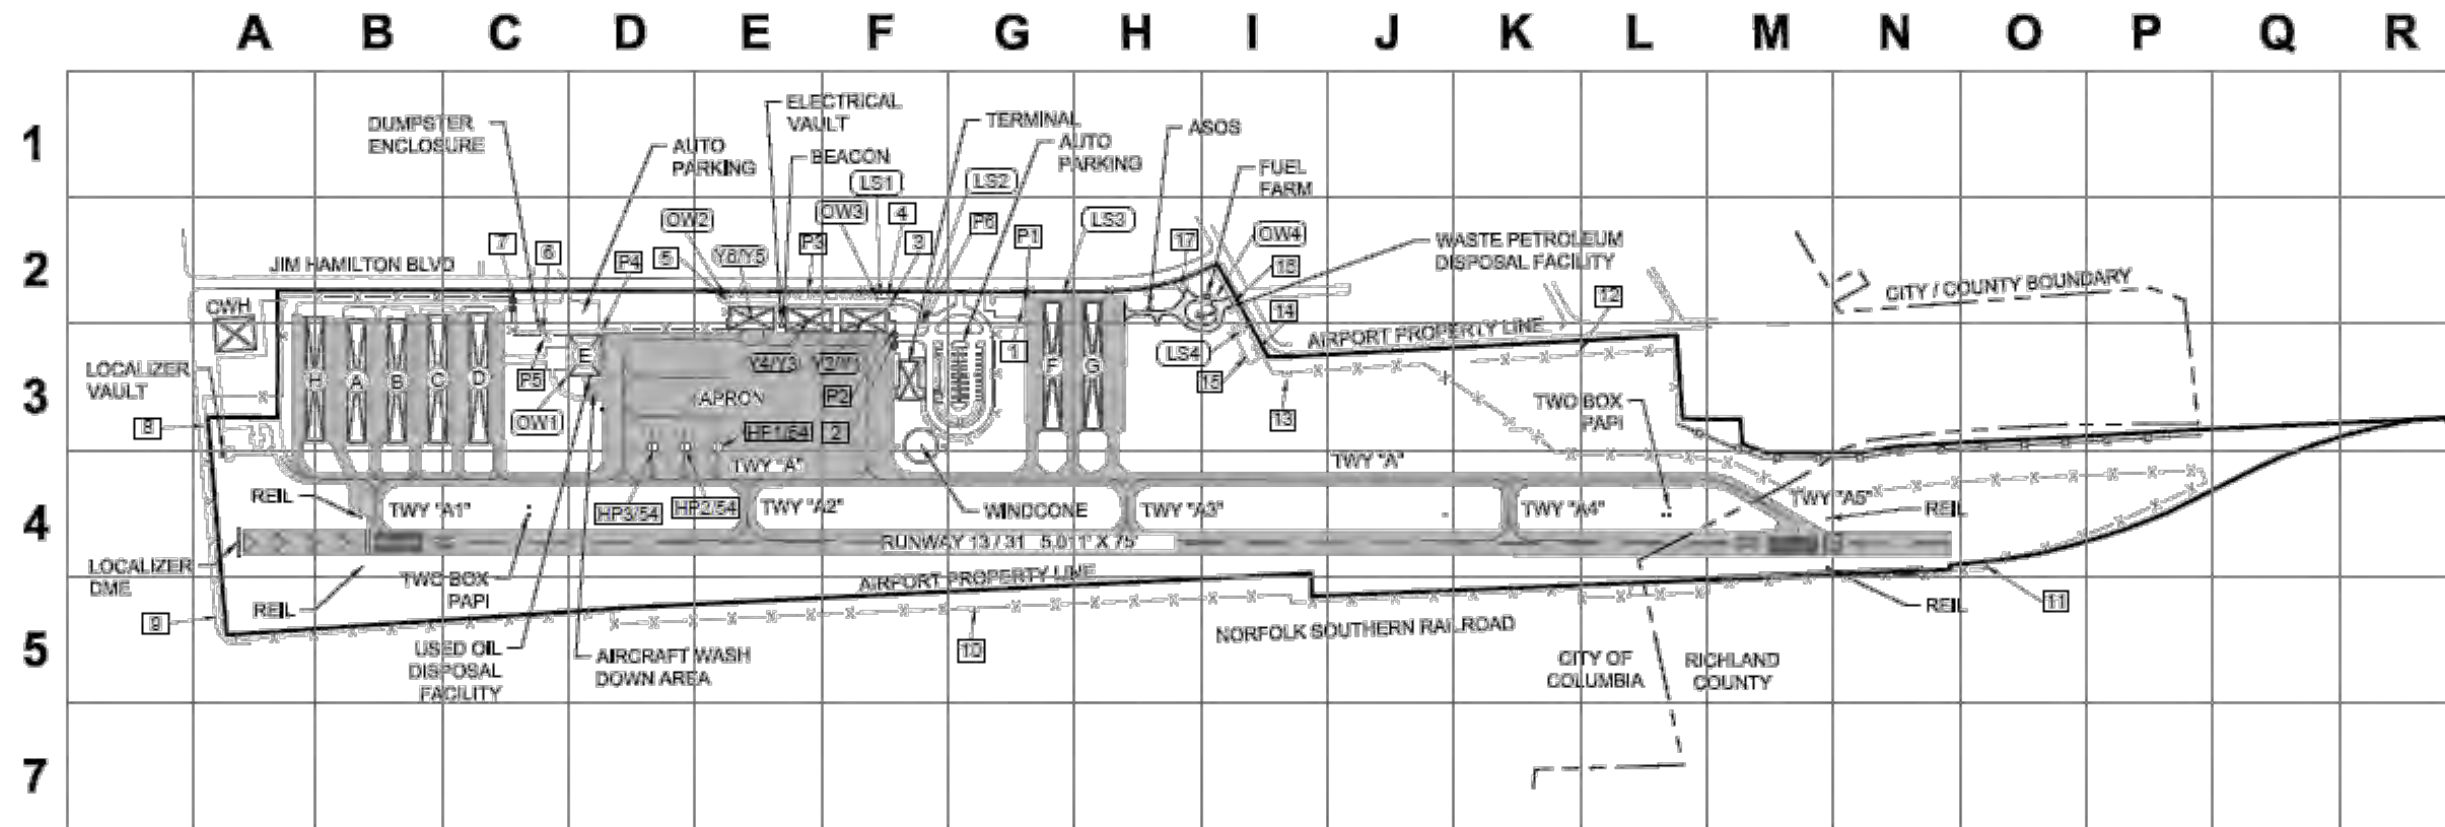 A B C D E F G H I J K L M N O P Q R
1
ELECTRICAL
VAULT
DUMPSTER
ENCLOSURE
TERMINAL
ASOS
AUTO
PARKING
AUTO
PARKING
BEACON
FUEL
FARM
LS1
LS2
2
OW2
OW3
4
P6
LS3
7
6
P4
5
Y6/Y5
P3
3
P1
17
OW4
WASTE PETROLEUM
DISPOSAL FACILITY
16
JIM HAMILTON BLVD
CITY / COUNTY BOUNDARY
12
14
CWH
AIRPORT PROPERTY LINE
3
LOCALIZER
VAULT
H A B C D
E
P5
Y4/Y3
1
F G
LS4
15
13
APRON
P2
TWO BOX
PAPI
8
OW1
HP1/54
2
TWY "A"
TWY "A"
4
REIL
TWY "A1"
HP3/54
HP2/54
TWY "A2"
WINDCONE
TWY "A3"
TWY "A4"
TWY "A5"
REIL
RUNWAY 13 / 31 5,011' X 75'
LOCALIZER
DME
TWO BOX
PAPI
AIRPORT PROPERTY LINE
REIL
REIL
11
9
10
NORFOLK SOUTHERN RAILROAD
5
USED OIL
DISPOSAL
FACILITY
AIRCRAFT WASH
DOWN AREA
CITY OF
COLUMBIA
RICHLAND
COUNTY
7